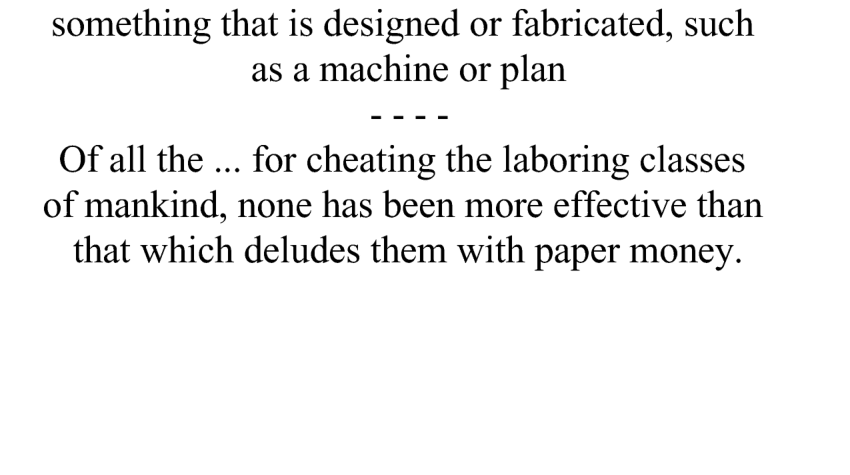 something that is designed or fabricated, such
as a machine or plan
- - - -
Of all the ... for cheating the laboring classes
of mankind, none has been more effective than
that which deludes them with paper money.